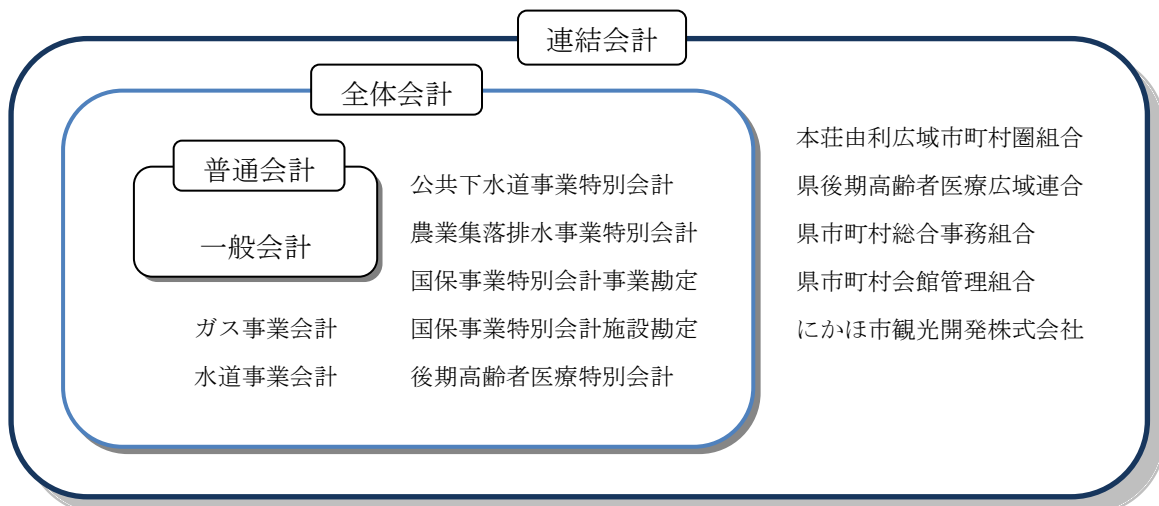 連結会計
全体会計
普通会計
一般会計
ガス事業会計
水道事業会計
公共下水道事業特別会計
農業集落排水事業特別会計
国保事業特別会計事業勘定
国保事業特別会計施設勘定
後期高齢者医療特別会計
本荘由利広域市町村圏組合
県後期高齢者医療広域連合
県市町村総合事務組合
県市町村会館管理組合
にかほ市観光開発株式会社